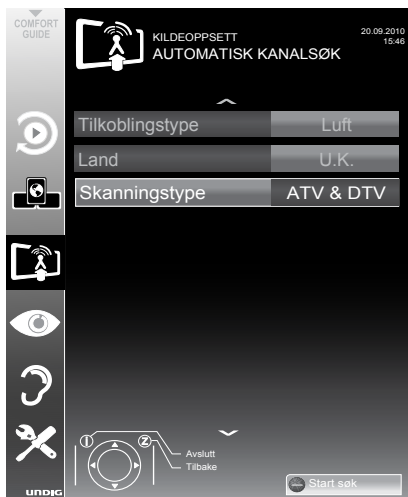 COMFORT
GUIDE
KILDEOPPSETT
AUTOMATISK KANALSØK
20.09.2010
15:46
Tilkoblingstype Luft
Land U.K.
Skanningstype ATV & DTV
Avslutt
Tilbake
Start søk
UNDIG